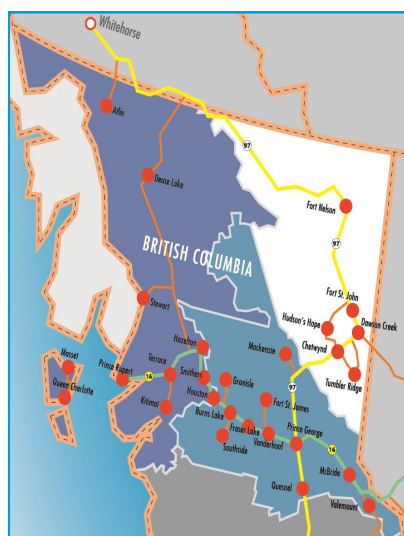 Whitehorse
Atlin
97
Dease Lake
Fort Nelson
97
BRITISH COLUMBIA
Fort St. John
Stewart
Dawson Creek
Hudson's Hope
Hazelton
Mackenzie
Chetwynd
Masset
Prince Rupert
16
Terrace
Smithers
Granisle
Tumbler Ridge
Queen Charlotte
Kitimat
Houston
Fort St. James
Burns Lake
Fraser Lake
Prince George
Southside
Vanderhoof
16
McBride
97
Quesnel
Valemount